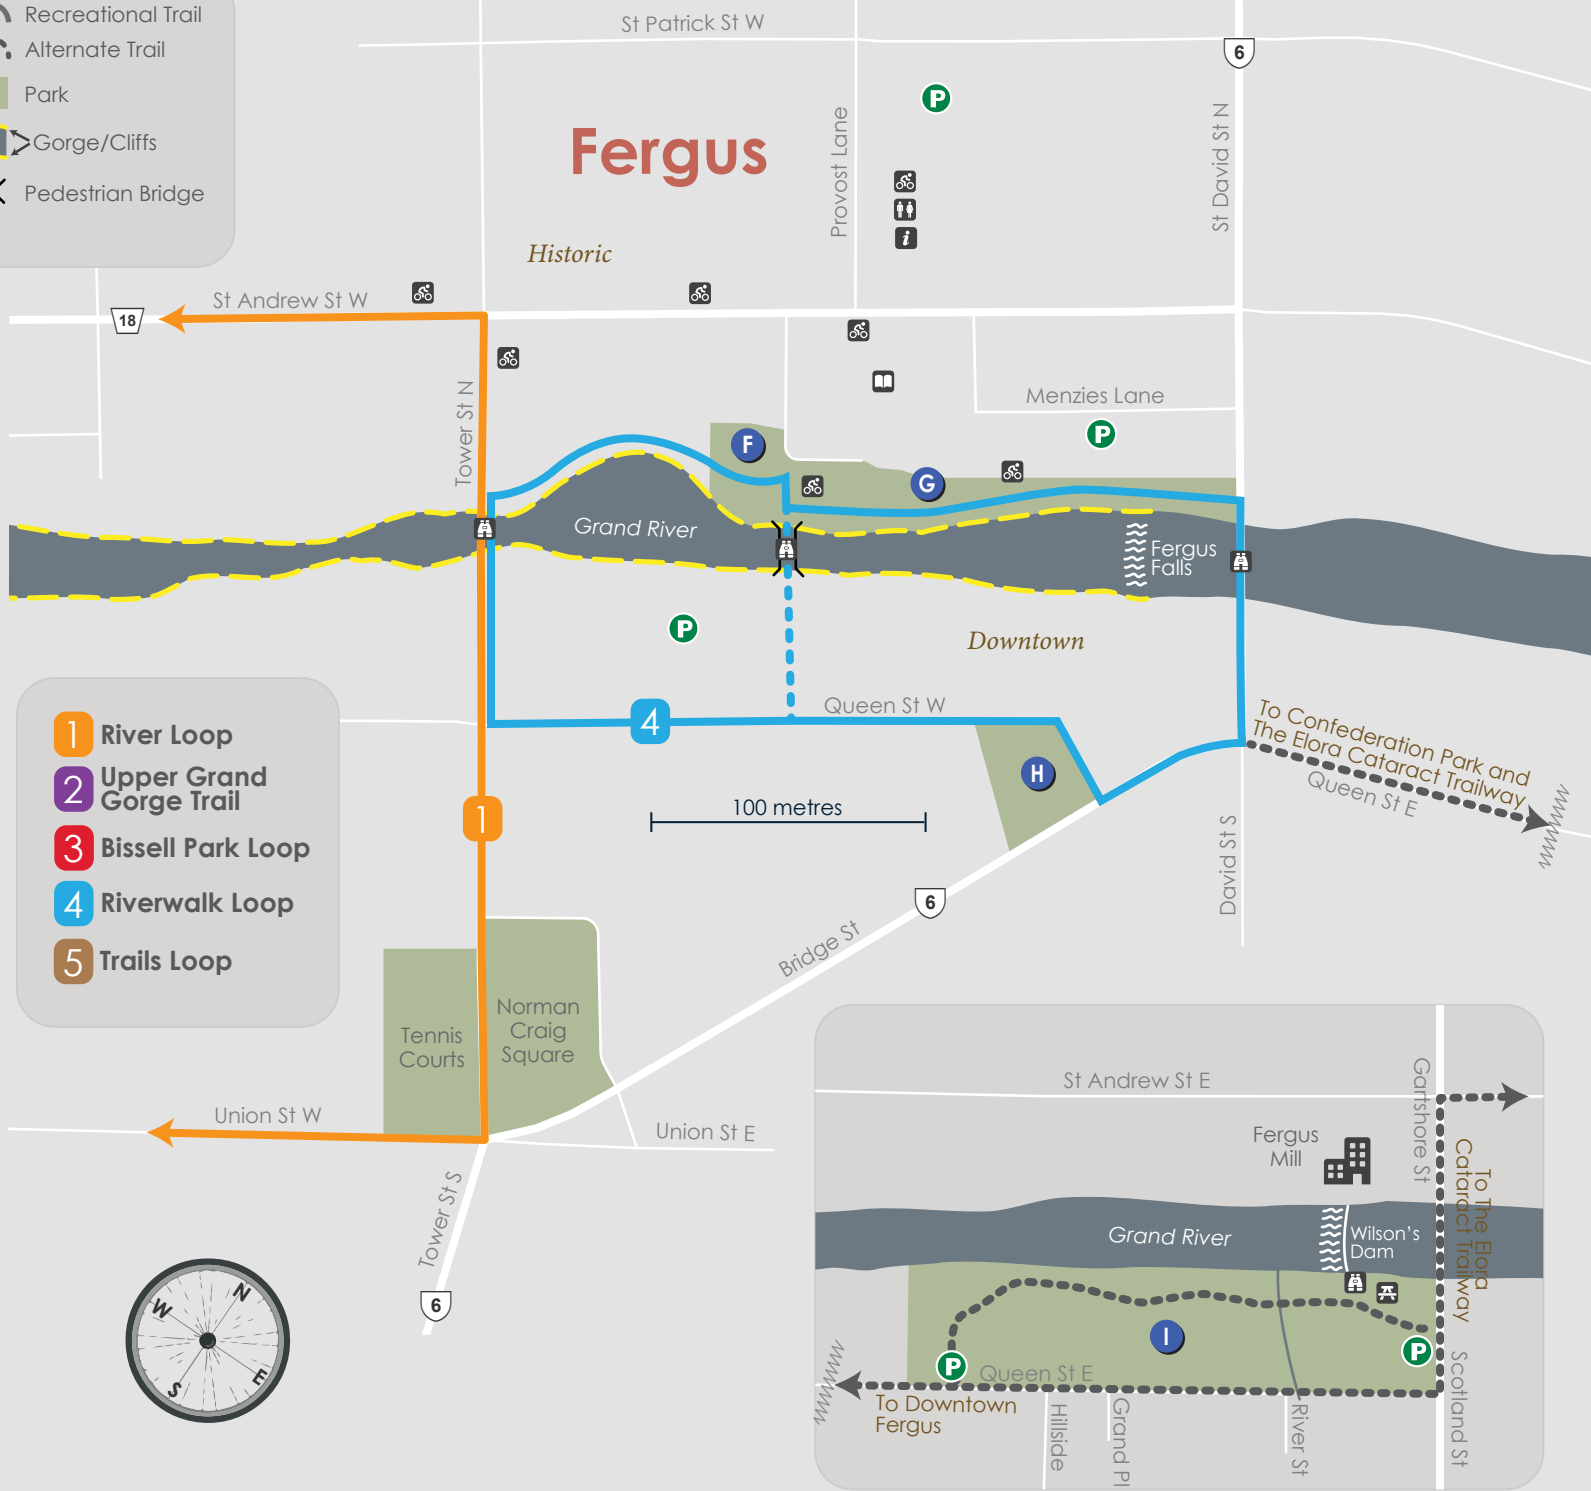 Recreational Trail
Alternate Trail
Park
Gorge/Cliffs
Pedestrian Bridge
St Patrick St W
6
P
Fergus
Provost Lane
St David St N
i
Historic
St Andrew St W
18
Tower St N
Menzies Lane
P
F
G
Grand River
Fergus
Falls
P
Downtown
1 River Loop
2 Upper Grand
Gorge Trail
3 Bissell Park Loop
4 Riverwalk Loop
5 Trails Loop
4
Queen St W
To Confederation Park and
The Elora Cataract Trailway
Queen St E
H
1
100 metres
David St S
6
Bridge St
Tennis
Courts
Norman
Craig
Square
Union St W
Union St E
Tower St S
6
N
W
E
S
St Andrew St E
Gartshore St
Fergus
Mill
To The Elora
Cataract Trailway
Grand River
Wilson's
Dam
I
P
P
Queen St E
To Downtown
Fergus
Hillside
Grand Pl
River St
Scotland St